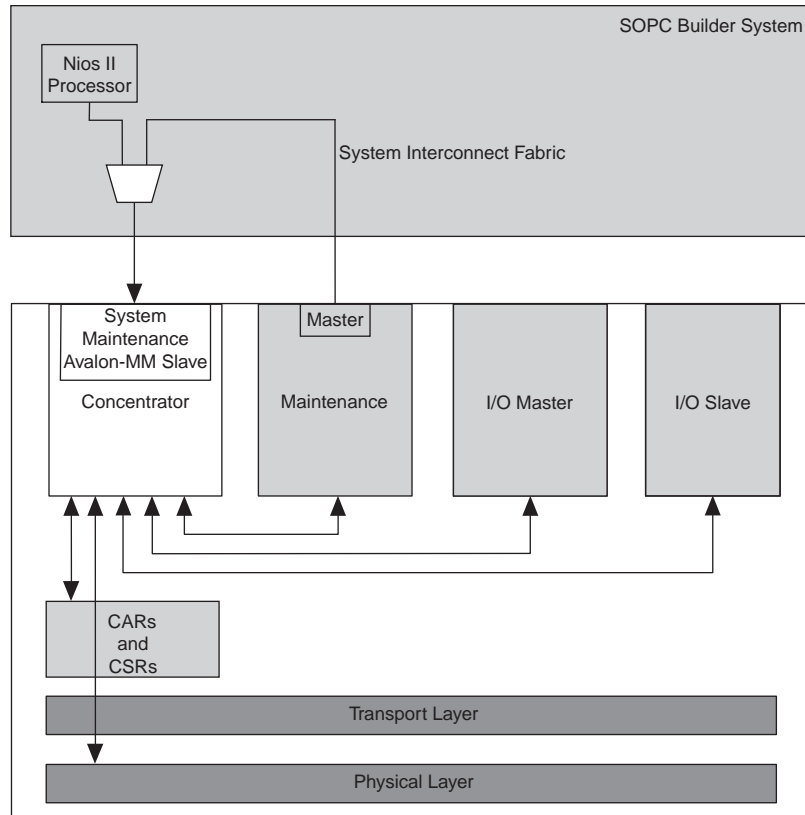 SOPC Builder System
Nios II
Processor
System Interconnect Fabric
System
Maintenance
Avalon-MM Slave
Master
Concentrator
Maintenance
I/O Master
I/O Slave
CARs
and
CSRs
Transport Layer
Physical Layer